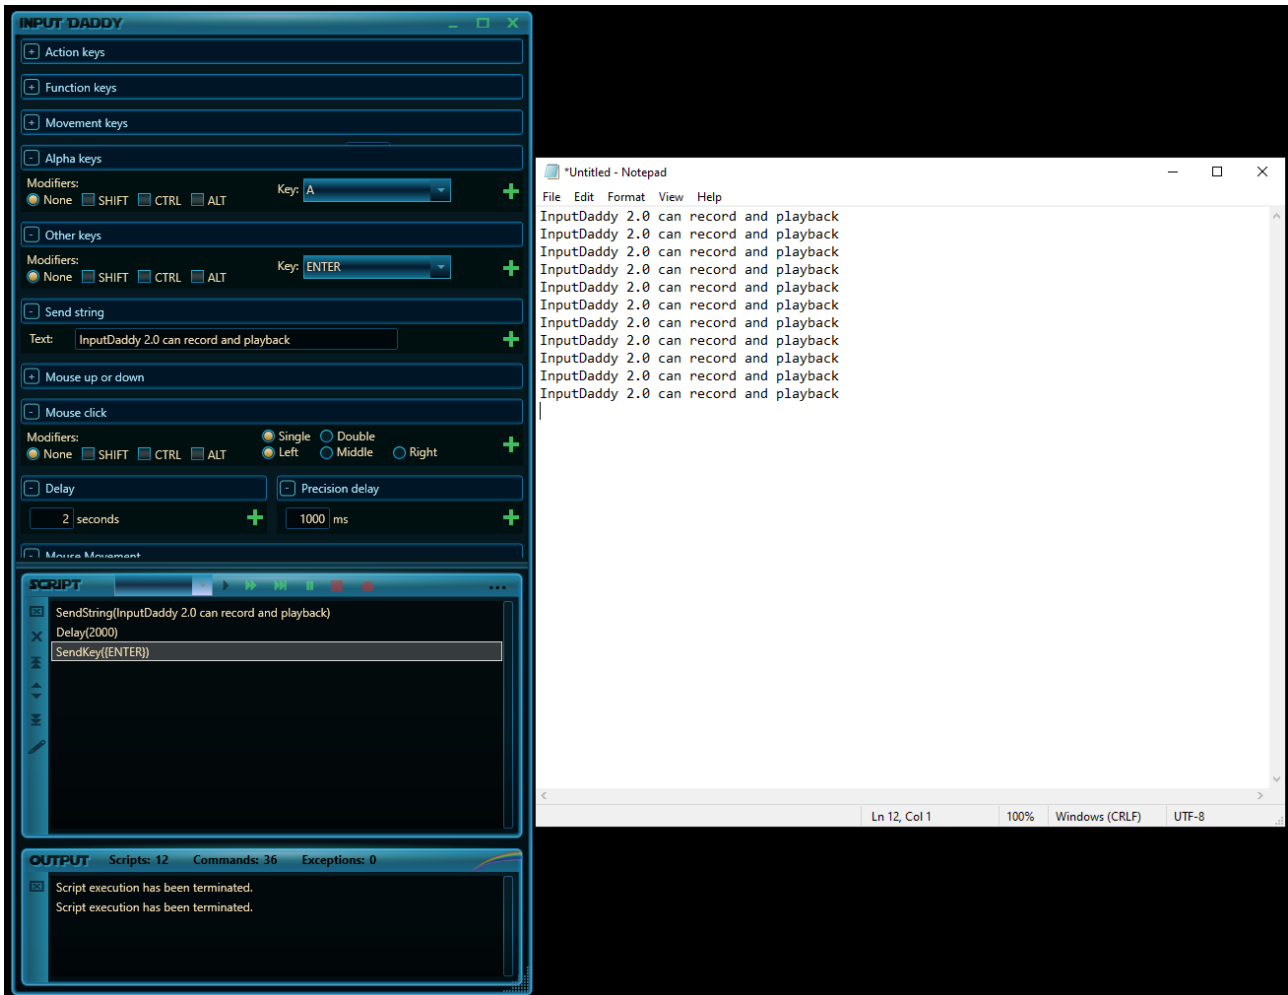 INPUT DADDY
Action keys
Function keys
Movement keys
Alpha keys
Modifiers:
None SHIFT CTRL ALT
Key: A
Other keys
Modifiers:
None SHIFT CTRL ALT
Key: ENTER
Send string
Text: InputDaddy 2.0 can record and playback
Mouse up or down
Mouse click
Modifiers:
None SHIFT CTRL ALT
Single Double
Left Middle Right
Delay
2 seconds
Precision delay
1000 ms
Mouse Movement
SCRIPT
...
SendString(InputDaddy 2.0 can record and playback)
Delay(2000)
SendKey({ENTER})
OUTPUT Scripts: 12 Commands: 36 Exceptions: 0
Script execution has been terminated.
Script execution has been terminated.
*Untitled - Notepad
File Edit Format View Help
InputDaddy 2.0 can record and playback
InputDaddy 2.0 can record and playback
InputDaddy 2.0 can record and playback
InputDaddy 2.0 can record and playback
InputDaddy 2.0 can record and playback
InputDaddy 2.0 can record and playback
InputDaddy 2.0 can record and playback
InputDaddy 2.0 can record and playback
InputDaddy 2.0 can record and playback
InputDaddy 2.0 can record and playback
InputDaddy 2.0 can record and playback
Ln 12, Col 1 100% Windows (CRLF) UTF-8